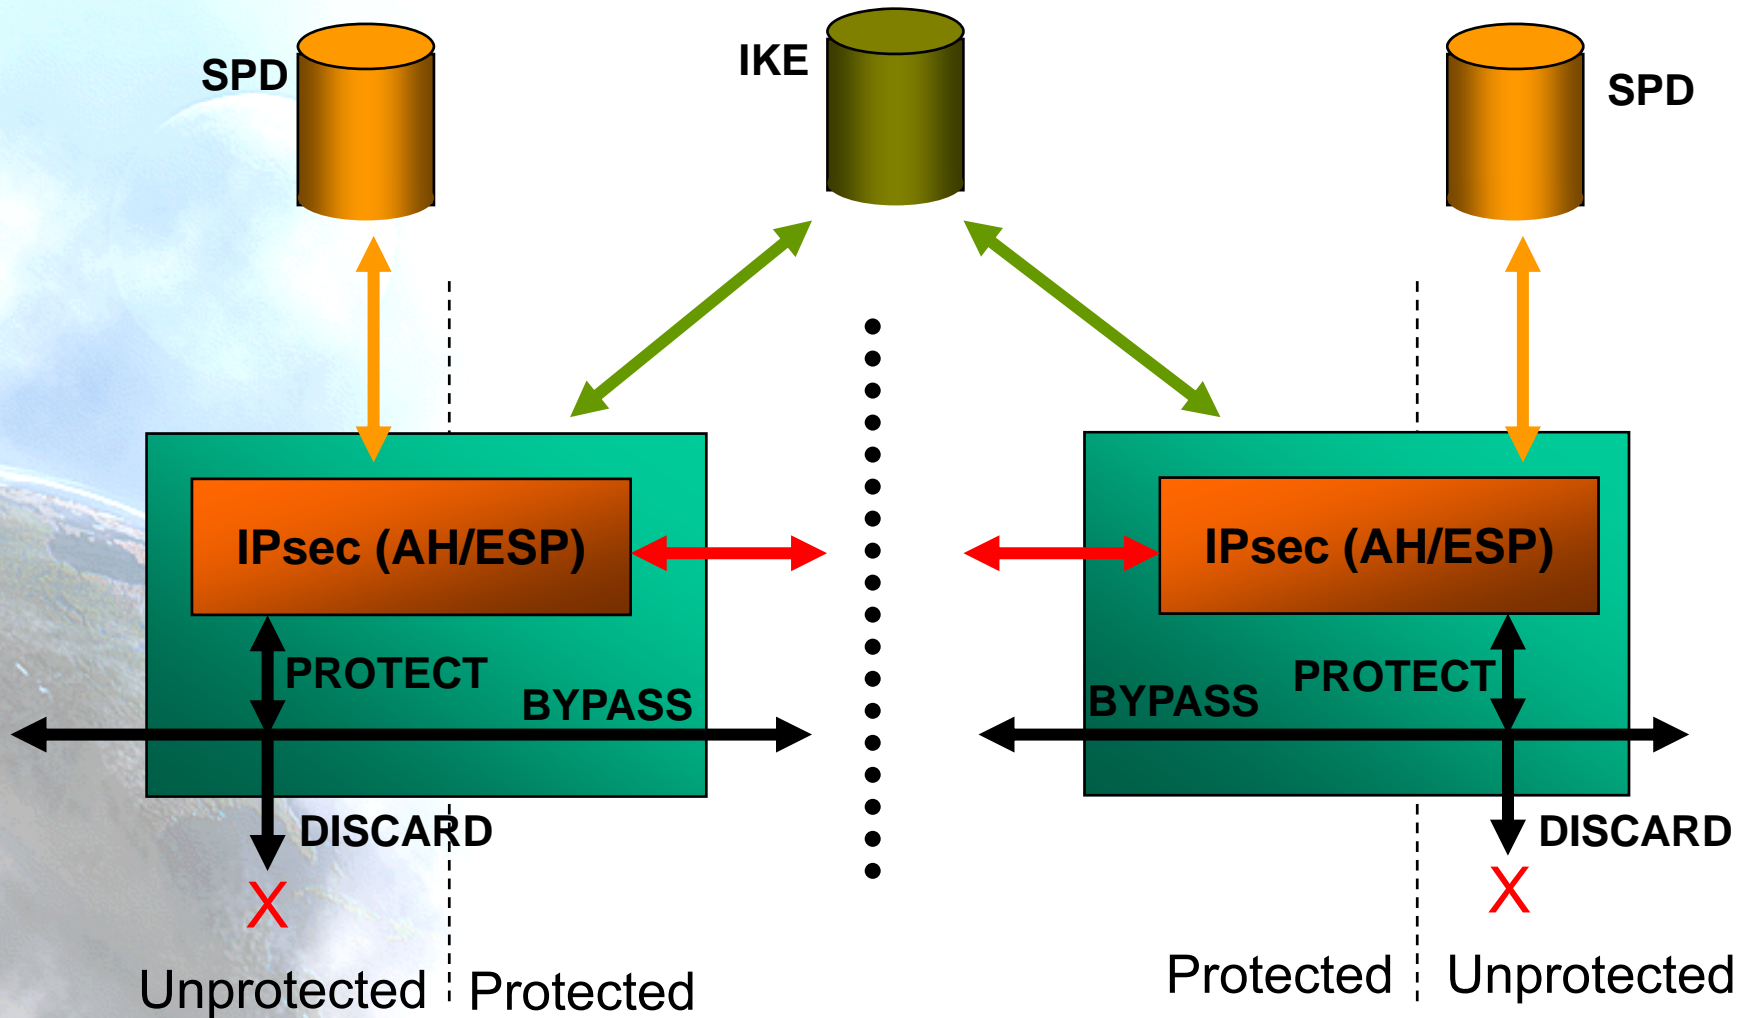 SPD
IKE
SPD
IPsec (AH/ESP)
IPsec (AH/ESP)
PROTECT
BYPASS
BYPASS
PROTECT
DISCARD
DISCARD
X
X
Unprotected
Protected
Protected
Unprotected